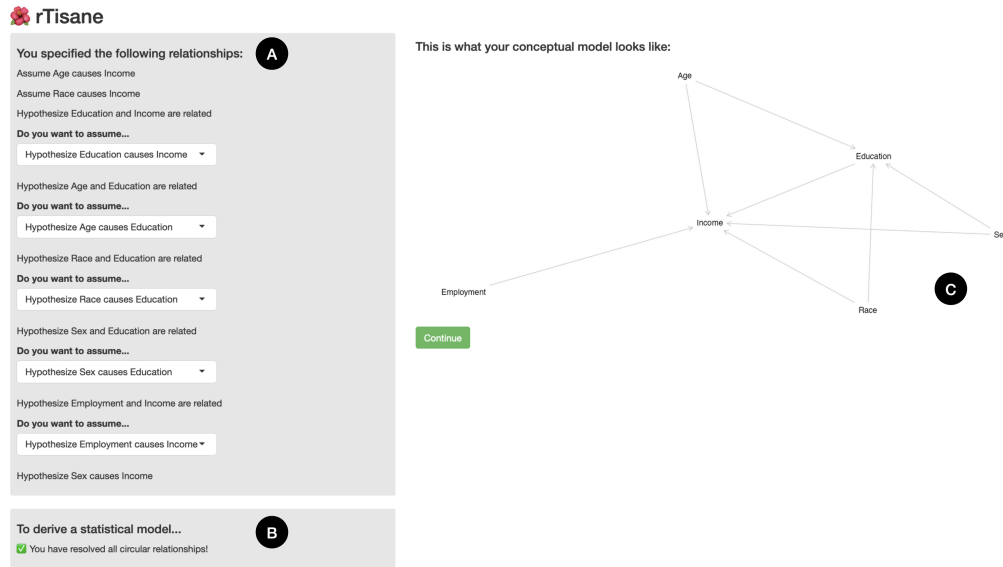 rTisane
You specified the following relationships:
A
Assume Age causes Income
Assume Race causes Income
Hypothesize Education and Income are related
Do you want to assume...
Hypothesize Education causes Income
Hypothesize Age and Education are related
Do you want to assume...
Hypothesize Age causes Education
Hypothesize Race and Education are related
Do you want to assume...
Hypothesize Race causes Education
Hypothesize Sex and Education are related
Do you want to assume...
Hypothesize Sex causes Education
Hypothesize Employment and Income are related
Do you want to assume...
Hypothesize Employment causes Income
Hypothesize Sex causes Income
To derive a statistical model...
B
You have resolved all circular relationships!
This is what your conceptual model looks like:
Age
Education
Income
Se
Employment
C
Race
Continue